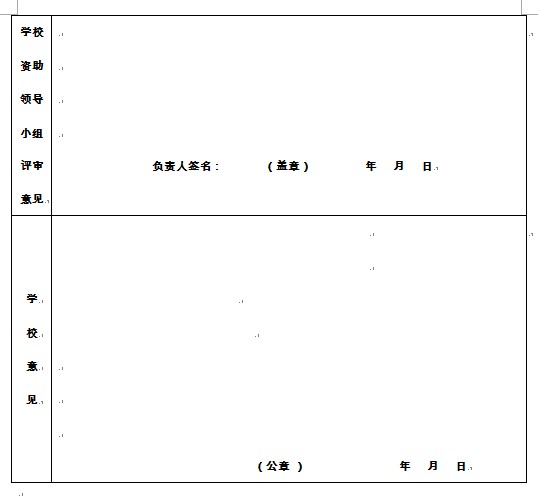 学校
资助
领导
小组
评审
意见
负责人签名： （盖章） 年 月 日
学
校
意
见
（公章 ） 年 月 日